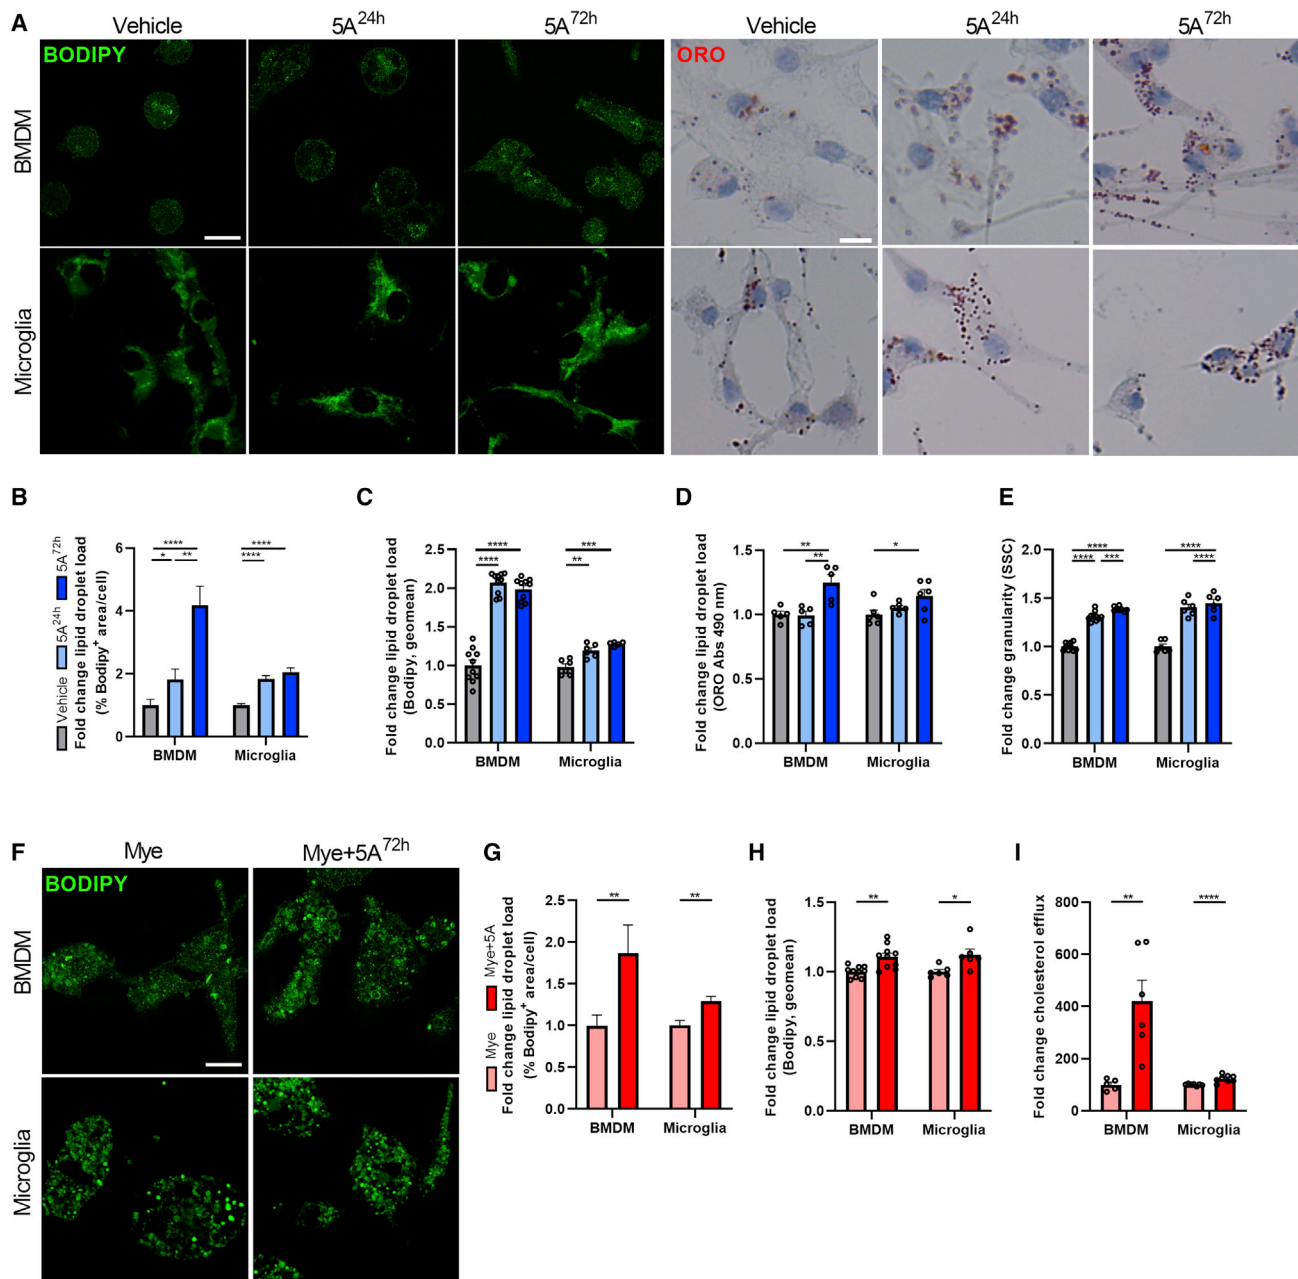 A
Vehicle 5A24h 5A72h Vehicle 5A24h 5A72h
BODIPY ORO
BMDM
Microglia
B C D E
Vehicle 5A24h 5A72h
Fold change lipid droplet load
(% Bodipy+ area/cell)
6
4
2
0
****
* **
****
****
BMDM Microglia
Fold change lipid droplet load
(Bodipy, geomean)
2.5
2.0
1.5
1.0
0.5
0.0
****
****
***
**
BMDM Microglia
Fold change lipid droplet load
(ORO Abs 490 nm)
1.5
1.0
0.5
0.0
**
**
*
BMDM Microglia
Fold change granularity (SSC)
2.0
1.5
1.0
0.5
0.0
****
**** ***
****
****
BMDM Microglia
F
Mye Mye+5A72h
BODIPY
BMDM
Microglia
G H I
Mye Mye+5A
Fold change lipid droplet load
(% Bodipy+ area/cell)
2.5
2.0
1.5
1.0
0.5
0.0
** **
BMDM Microglia
Fold change lipid droplet load
(Bodipy, geomean)
1.5
1.0
0.5
0.0
** *
BMDM Microglia
Fold change cholesterol efflux
800
600
400
200
0
** ****
BMDM Microglia